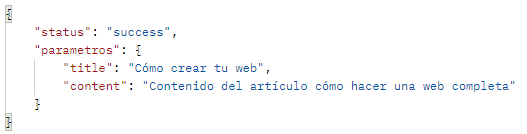 {
"status": "success",
"parametros": {
"title": "Cómo crear tu web",
"content": "Contenido del artículo cómo hacer una web completa"
}
}